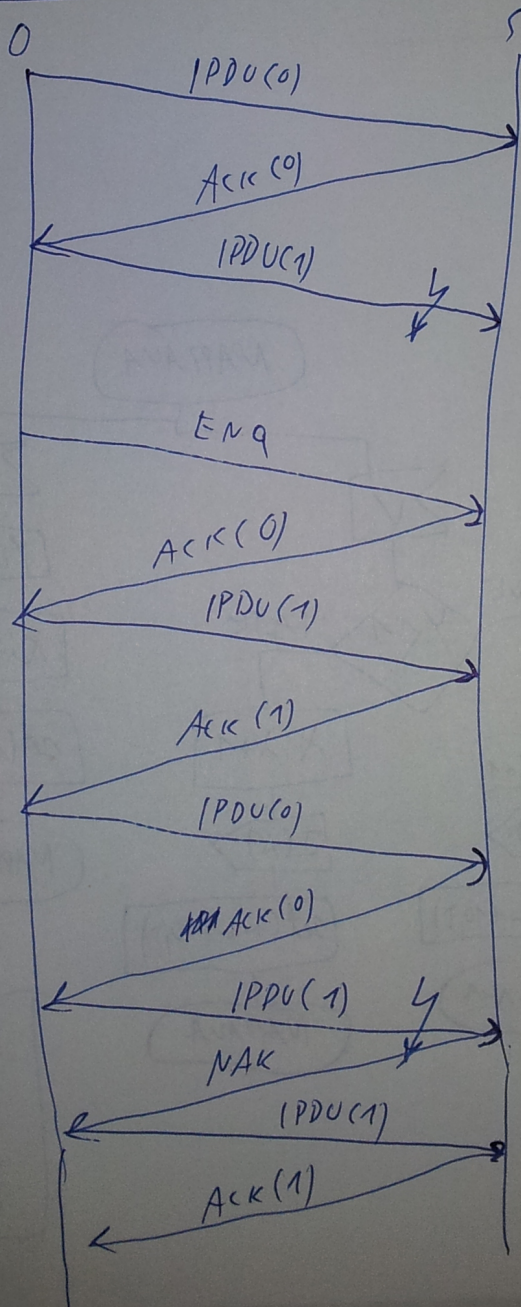 O S
IPDU(0)
Ack(0)
IPDU(1)
ENQ
ACK(0)
IPDU(1)
Ack(1)
IPDU(0)
Ack(0)
IPDU(1)
NAK
IPDU(1)
Ack(1)